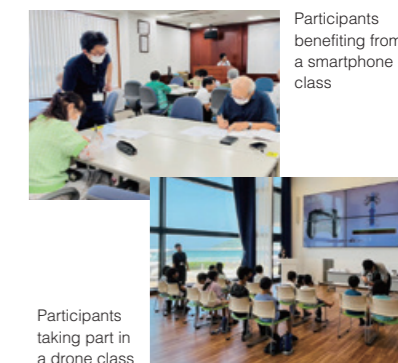 Participants
benefiting from
a smartphone
class
Participants
taking part in
a drone class